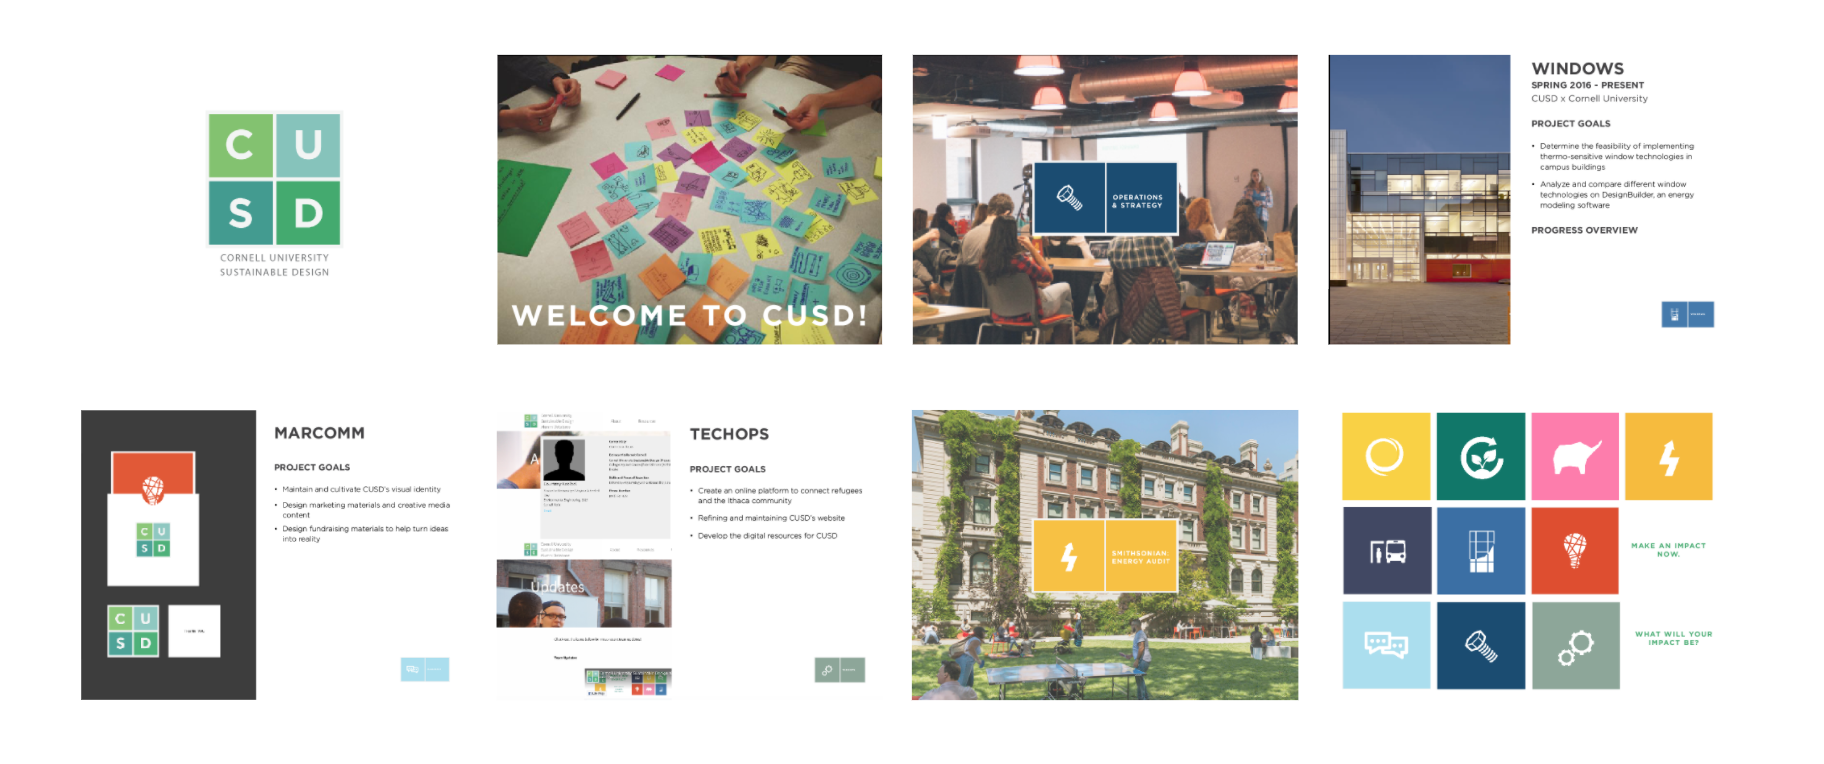 C U
S D
CORNELL UNIVERSITY
SUSTAINABLE DESIGN
WELCOME TO CUSD!
OPERATIONS
& STRATEGY
WINDOWS
SPRING 2016 - PRESENT
CUSD x Cornell University
PROJECT GOALS
• Determine the feasibility of implementing
thermo-sensitive window technologies in
campus buildings
• Analyze and compare different window
technologies on DesignBuilder, an energy
modeling software
PROGRESS OVERVIEW
C U
S D
C U
S D
MARCOMM
PROJECT GOALS
• Maintain and cultivate CUSD's visual identity
• Design marketing materials and creative media
content
• Design fundraising materials to help turn ideas
into reality
Updates
TECHOPS
PROJECT GOALS
• Create an online platform to connect refugees
and the Ithaca community
• Refining and maintaining CUSD's website
• Develop the digital resources for CUSD
SMITHSONIAN:
ENERGY AUDIT
MAKE AN IMPACT
NOW.
WHAT WILL YOUR
IMPACT BE?